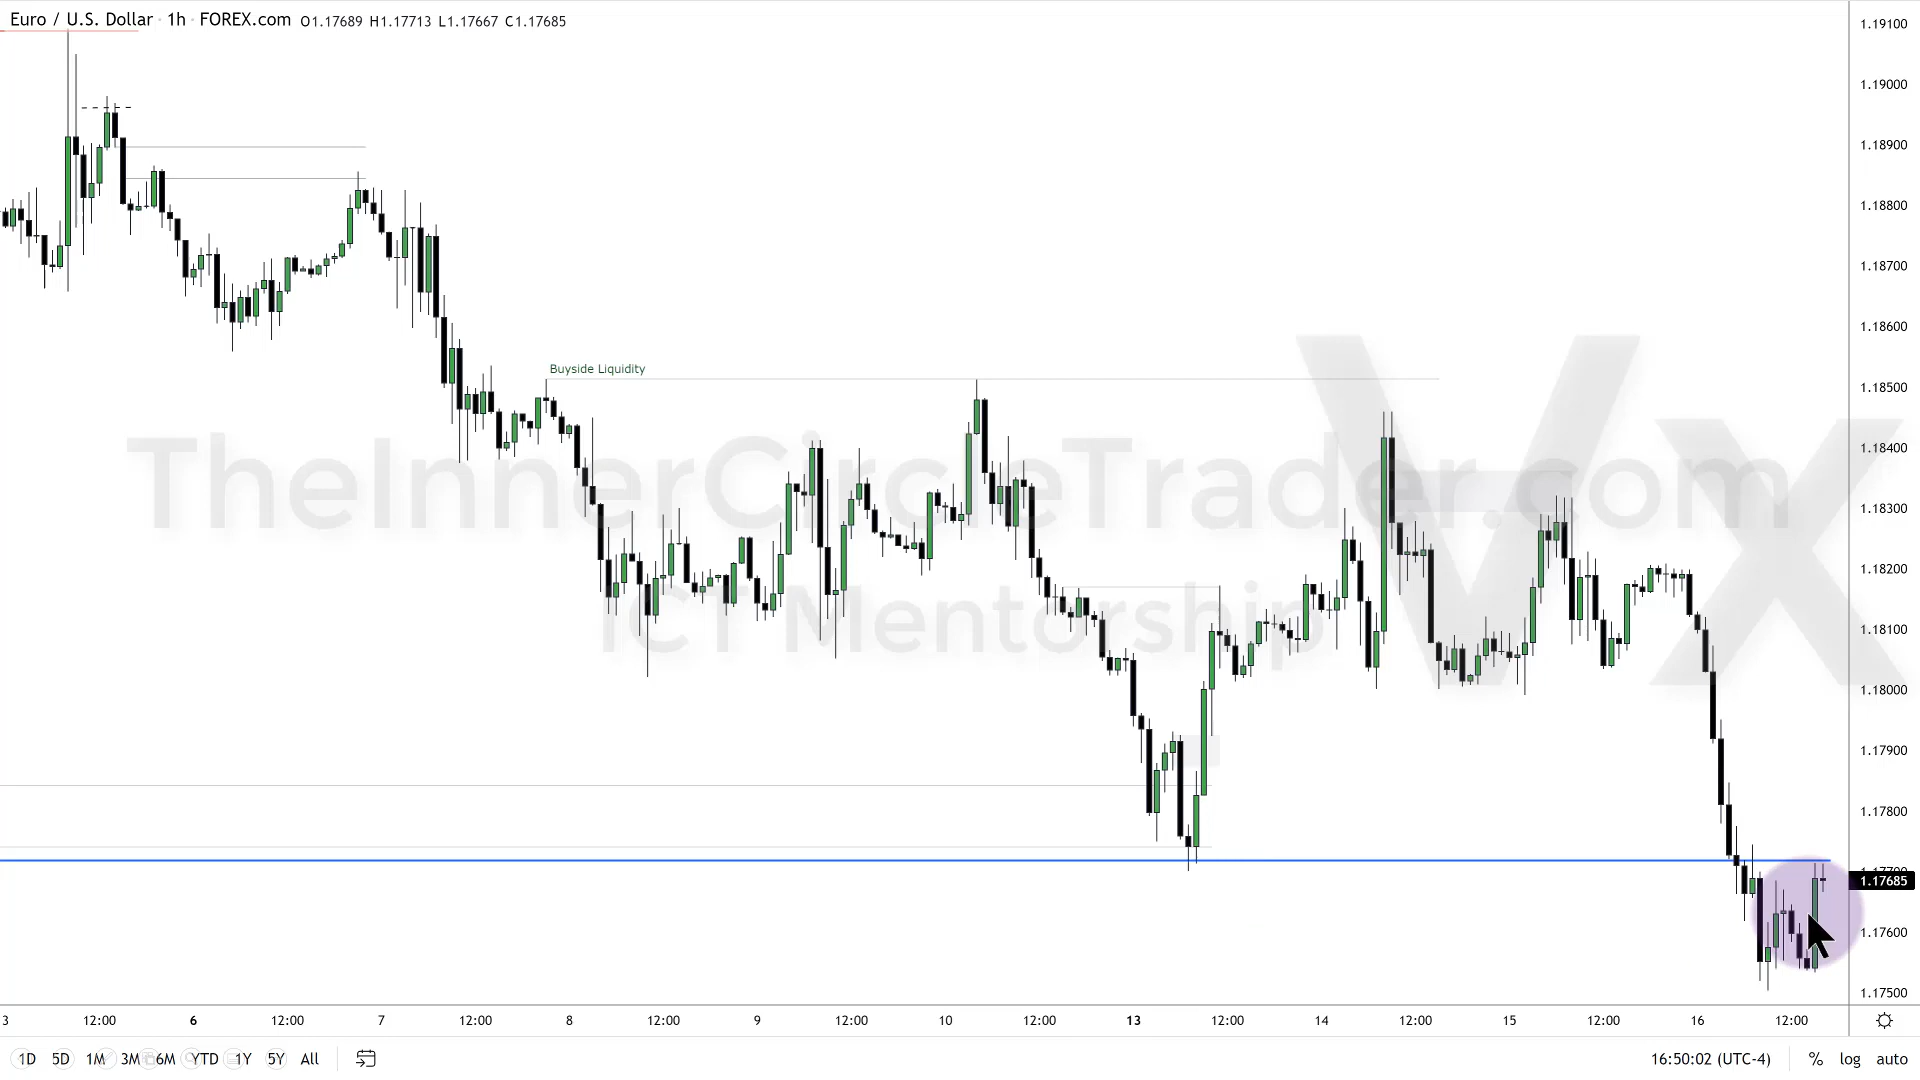 Euro / U.S. Dollar · 1h · FOREX.com O1.17689 H1.17713 L1.17667 C1.17685
1.19100
1.19000
1.18900
1.18800
1.18700
1.18600
Buyside Liquidity
1.18500
1.18400
TheInnerCircleTrader.com
Vx
1.18300
1.18200
ICT Mentorship
1.18100
1.18000
1.17900
1.17800
1.17700
1.17685
1.17600
1.17500
3 12:00 6 12:00 7 12:00 8 12:00 9 12:00 10 12:00 13 12:00 14 12:00 15 12:00 16 12:00
1D 5D 1M 3M 6M YTD 1Y 5Y All 16:50:02 (UTC-4) % log auto